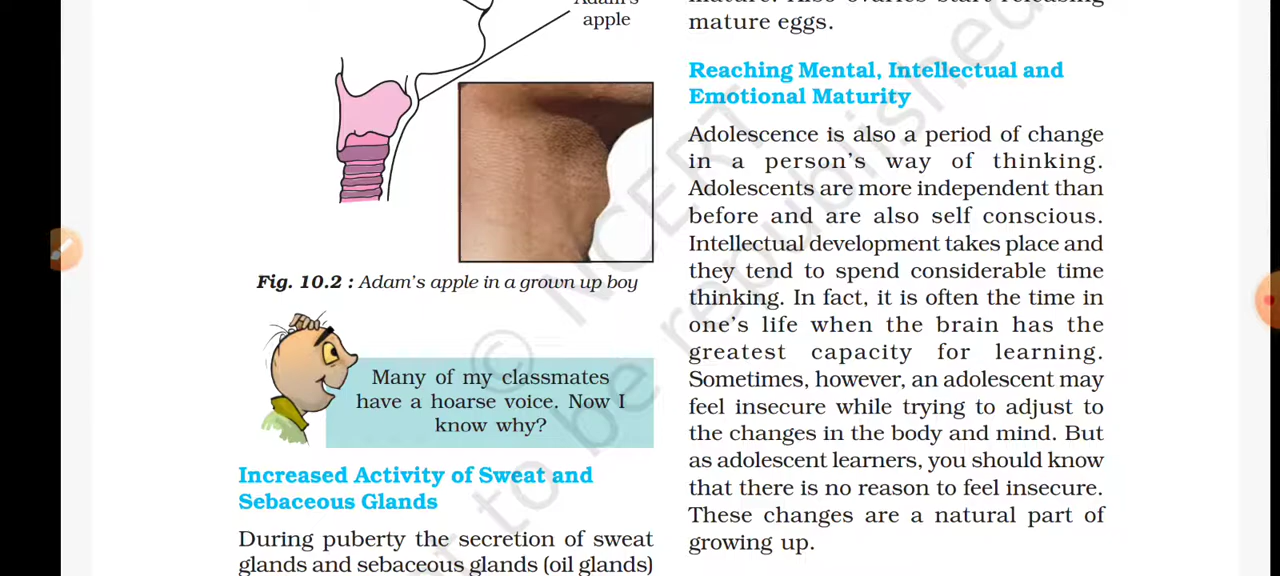 Adam's
apple
Fig. 10.2 : Adam's apple in a grown up boy
Many of my classmates
have a hoarse voice. Now I
know why?
Increased Activity of Sweat and
Sebaceous Glands
During puberty the secretion of sweat
glands and sebaceous glands (oil glands)
mature. Also ovaries start releasing
mature eggs.
Reaching Mental, Intellectual and
Emotional Maturity
Adolescence is also a period of change
in a person's way of thinking.
Adolescents are more independent than
before and are also self conscious.
Intellectual development takes place and
they tend to spend considerable time
thinking. In fact, it is often the time in
one's life when the brain has the
greatest capacity for learning.
Sometimes, however, an adolescent may
feel insecure while trying to adjust to
the changes in the body and mind. But
as adolescent learners, you should know
that there is no reason to feel insecure.
These changes are a natural part of
growing up.
© NCERT
to be republished